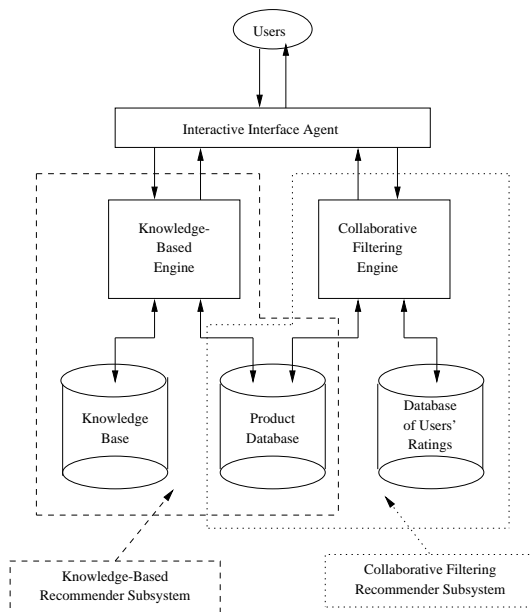 Users
Interactive Interface Agent
Knowledge-
Based
Engine
Collaborative
Filtering
Engine
Knowledge
Base
Product
Database
Database
of Users'
Ratings
Knowledge-Based
Recommender Subsystem
Collaborative Filtering
Recommender Subsystem